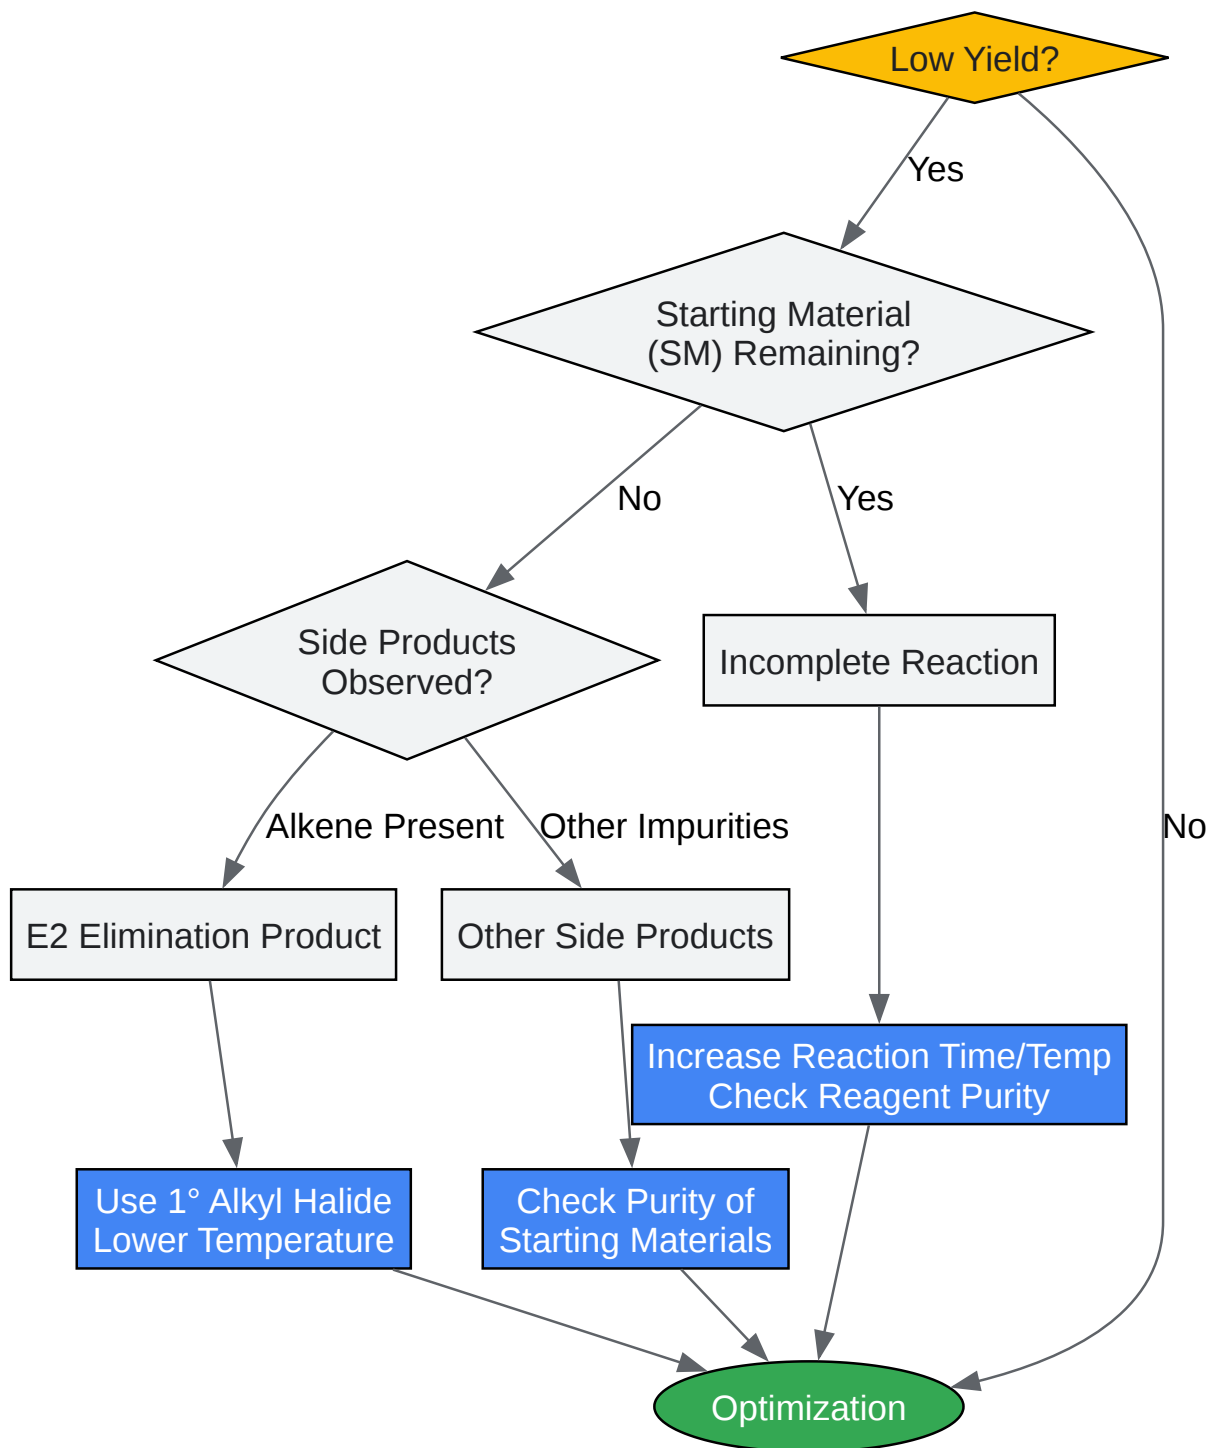 Low Yield?
Yes
Starting Material
(SM) Remaining?
No
Yes
Side Products
Observed?
Incomplete Reaction
Alkene Present
Other Impurities
No
E2 Elimination Product
Other Side Products
Increase Reaction Time/Temp
Check Reagent Purity
Use 1° Alkyl Halide
Lower Temperature
Check Purity of
Starting Materials
Optimization